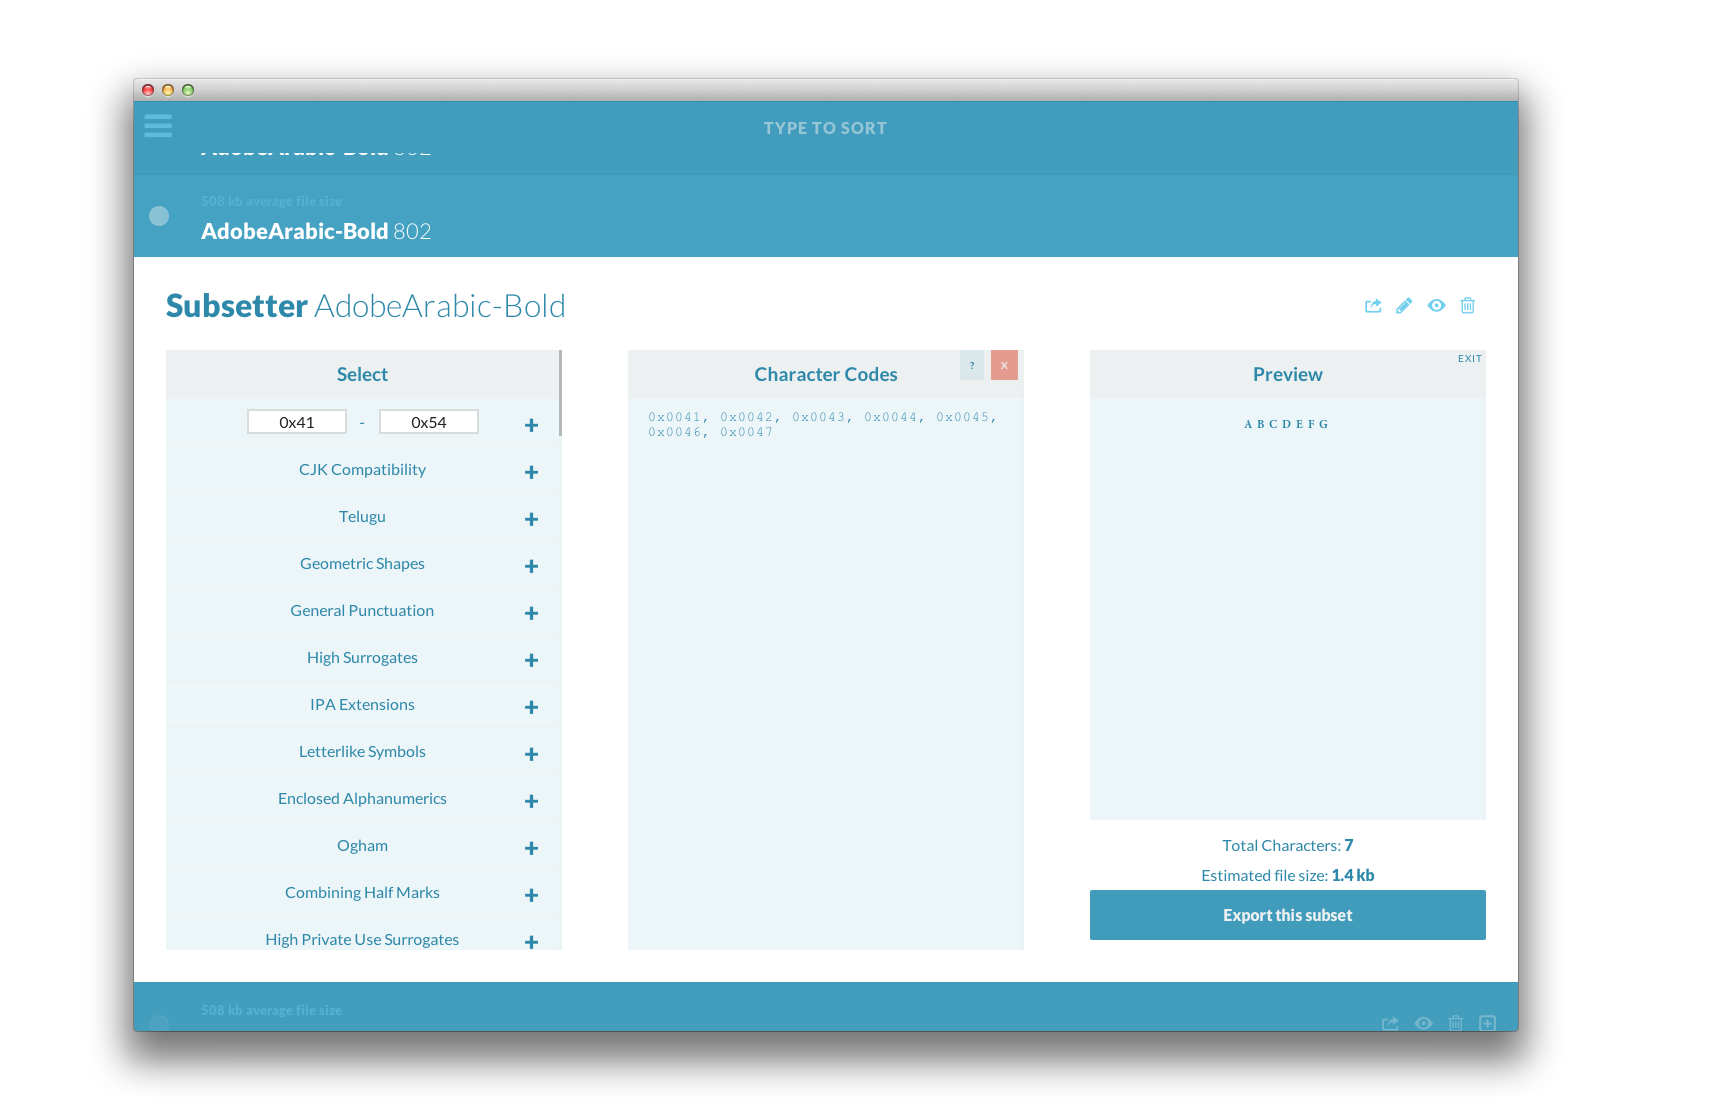 TYPE TO SORT
AdobeArabic-Bold 802
508 kb average file size
AdobeArabic-Bold 802
Subsetter AdobeArabic-Bold
Select
0x41 - 0x54 +
CJK Compatibility +
Telugu +
Geometric Shapes +
General Punctuation +
High Surrogates +
IPA Extensions +
Letterlike Symbols +
Enclosed Alphanumerics +
Ogham +
Combining Half Marks +
High Private Use Surrogates +
Character Codes ? X
0x0041, 0x0042, 0x0043, 0x0044, 0x0045,
0x0046, 0x0047
EXIT
Preview
A B C D E F G
Total Characters: 7
Estimated file size: 1.4 kb
Export this subset
508 kb average file size